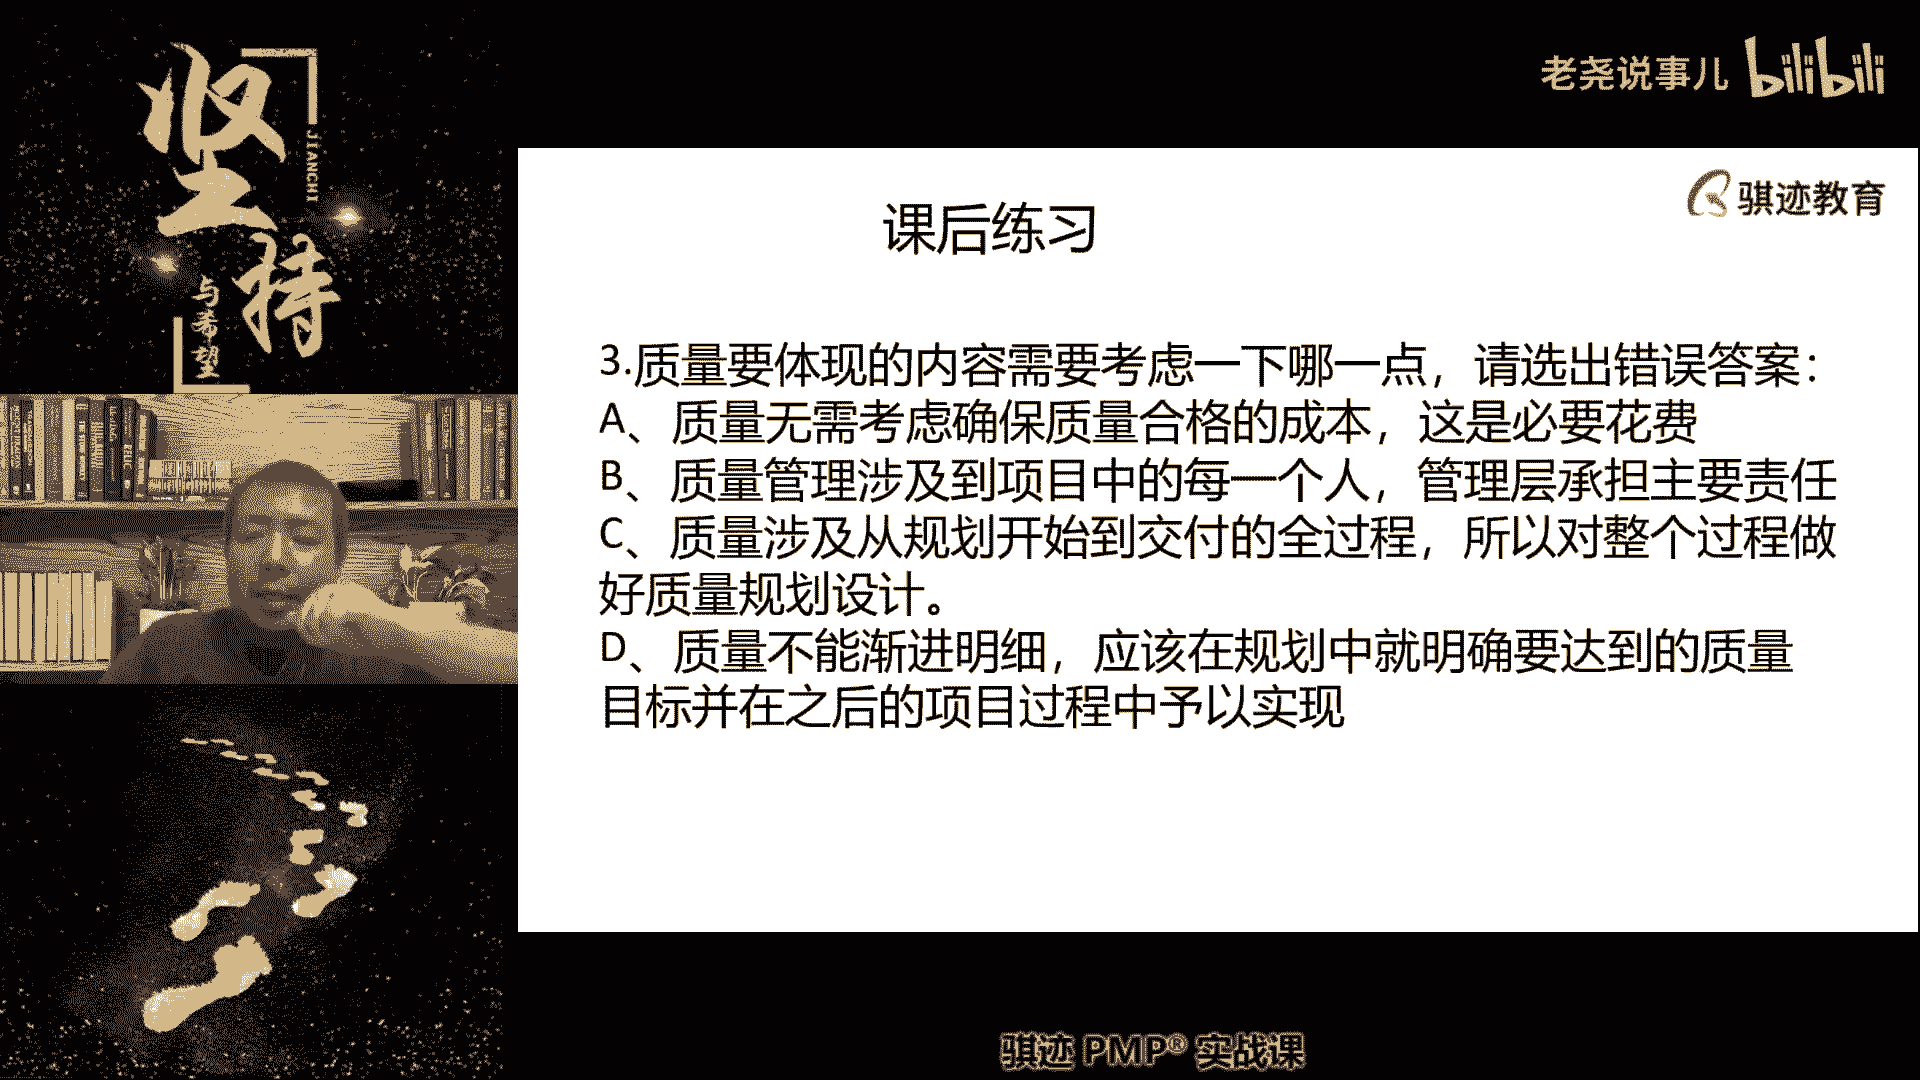 坚持
JIANCHI
与希望
老尧说事儿 bilibili
骐迹教育
课后练习
3.质量要体现的内容需要考虑一下哪一点，请选出错误答案：
A、质量无需考虑确保质量合格的成本，这是必要花费
B、质量管理涉及到项目中的每一个人，管理层承担主要责任
C、质量涉及从规划开始到交付的全过程，所以对整个过程做
好质量规划设计。
D、质量不能渐进明细，应该在规划中就明确要达到的质量
目标并在之后的项目过程中予以实现
骐迹 PMP® 实战课